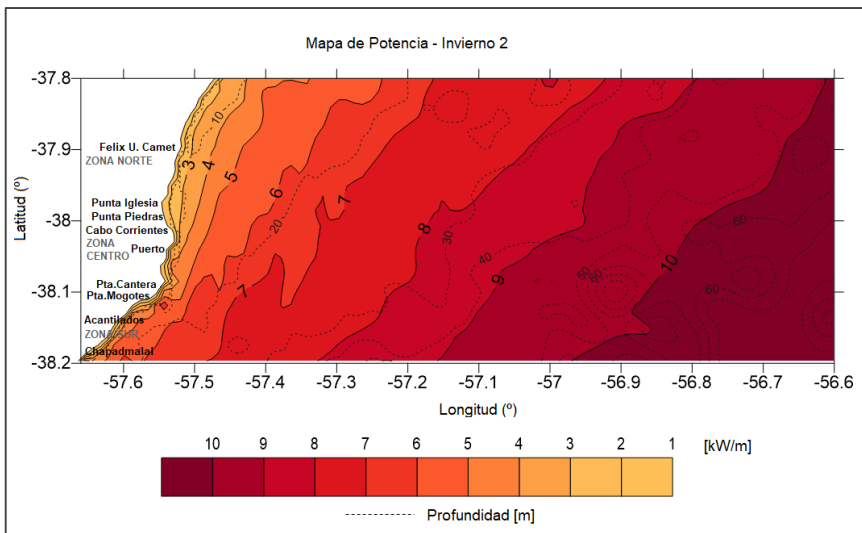 Mapa de Potencia - Invierno 2
-37.8
-37.9
-38
-38.1
-38.2
Latitud (º)
Felix U. Camet
ZONA NORTE
Punta Iglesia
Punta Piedras
Cabo Corrientes
ZONA
CENTRO
Puerto
Pta.Cantera
Pta.Mogotes
Acantilados
ZONA SUR
Chapadmalal
10
3
4
5
6
7
20
7
8
30
40
9
50
60
10
60
60
-57.6
-57.5
-57.4
-57.3
-57.2
-57.1
-57
-56.9
-56.8
-56.7
-56.6
Longitud (º)
10 9 8 7 6 5 4 3 2 1 [kW/m]
Profundidad [m]